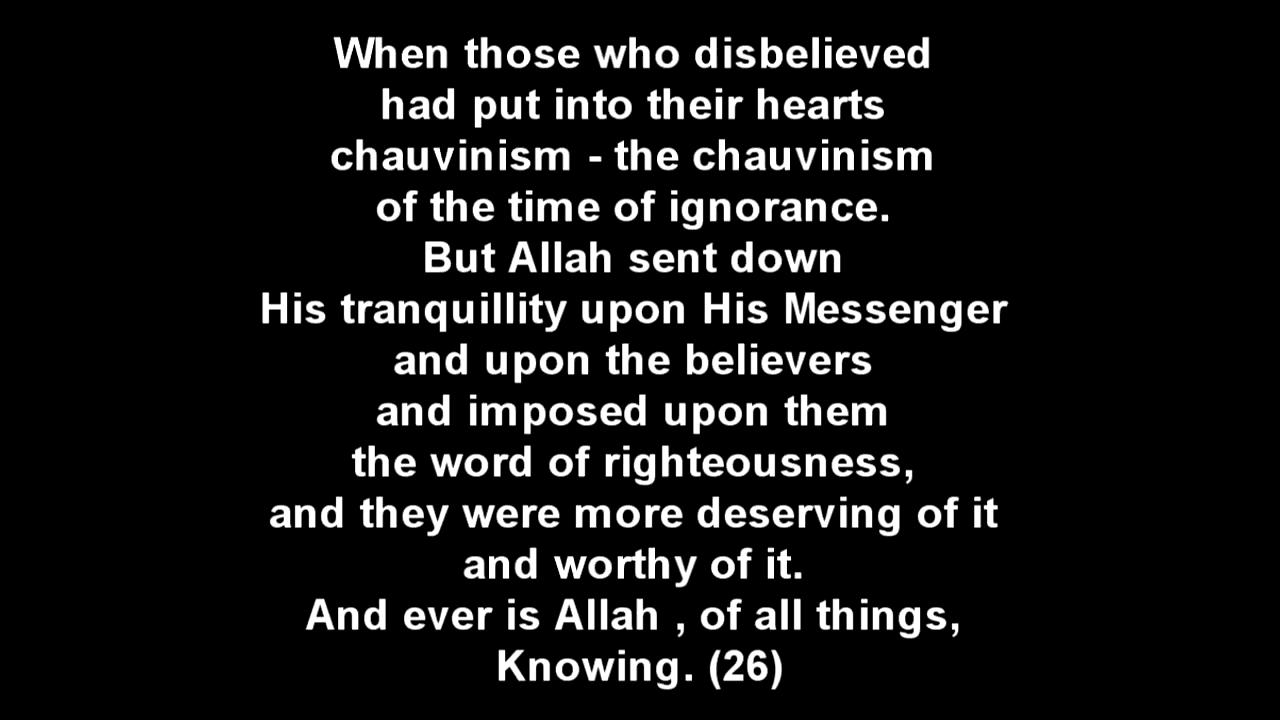 When those who disbelieved
had put into their hearts
chauvinism - the chauvinism
of the time of ignorance.
But Allah sent down
His tranquillity upon His Messenger
and upon the believers
and imposed upon them
the word of righteousness,
and they were more deserving of it
and worthy of it.
And ever is Allah , of all things,
Knowing. (26)